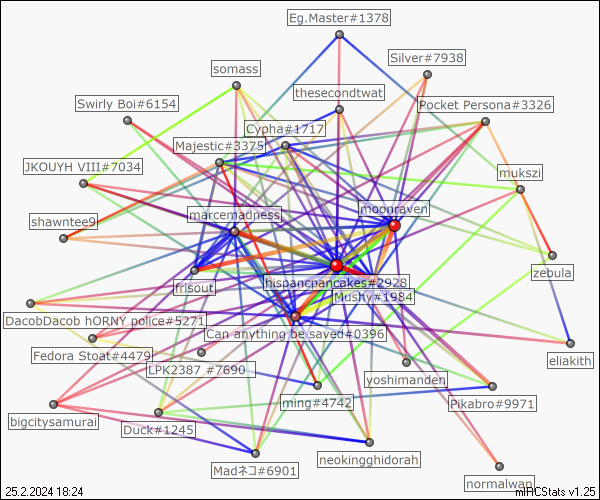 Eg.Master#1378
Silver#7938
somass
thesecondtwat
Swirly Boi#6154
Pocket Persona#3326
Cypha#1717
Majestic#3375
JKOUYH VIII#7034
mukszi
moonraven
marcemadness
shawntee9
zebula
hispancpancakes#2928
frisout
Mushy#1984
DacobDacob hORNY police#5271
Can anything be saved#0396
Fedora Stoat#4479
eliakith
LPK2387 #7690
yoshimanden
ming#4742
Pikabro#9971
bigcitysamurai
Duck#1245
neokingghidorah
Madネコ#6901
normalwan
25.2.2024 18:24
mIRCStats v1.25